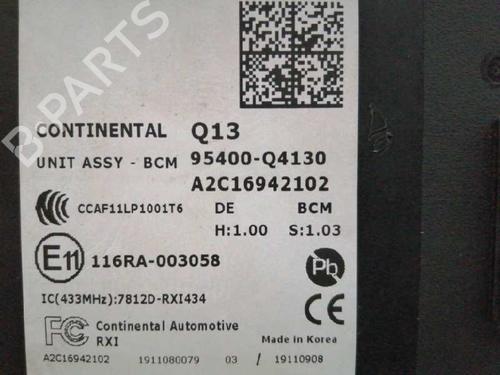 B-PARTS
CONTINENTAL Q13
UNIT ASSY - BCM 95400-Q4130
A2C16942102
CCAF11LP1001T6 DE BCM
H:1.00 S:1.03
E11 116RA-003058
Pb
IC(433MHz):7812D-RXI434
FC Continental Automotive
RXI
CE
Made in Korea
A2C16942102 1911080079 03 / 19110908